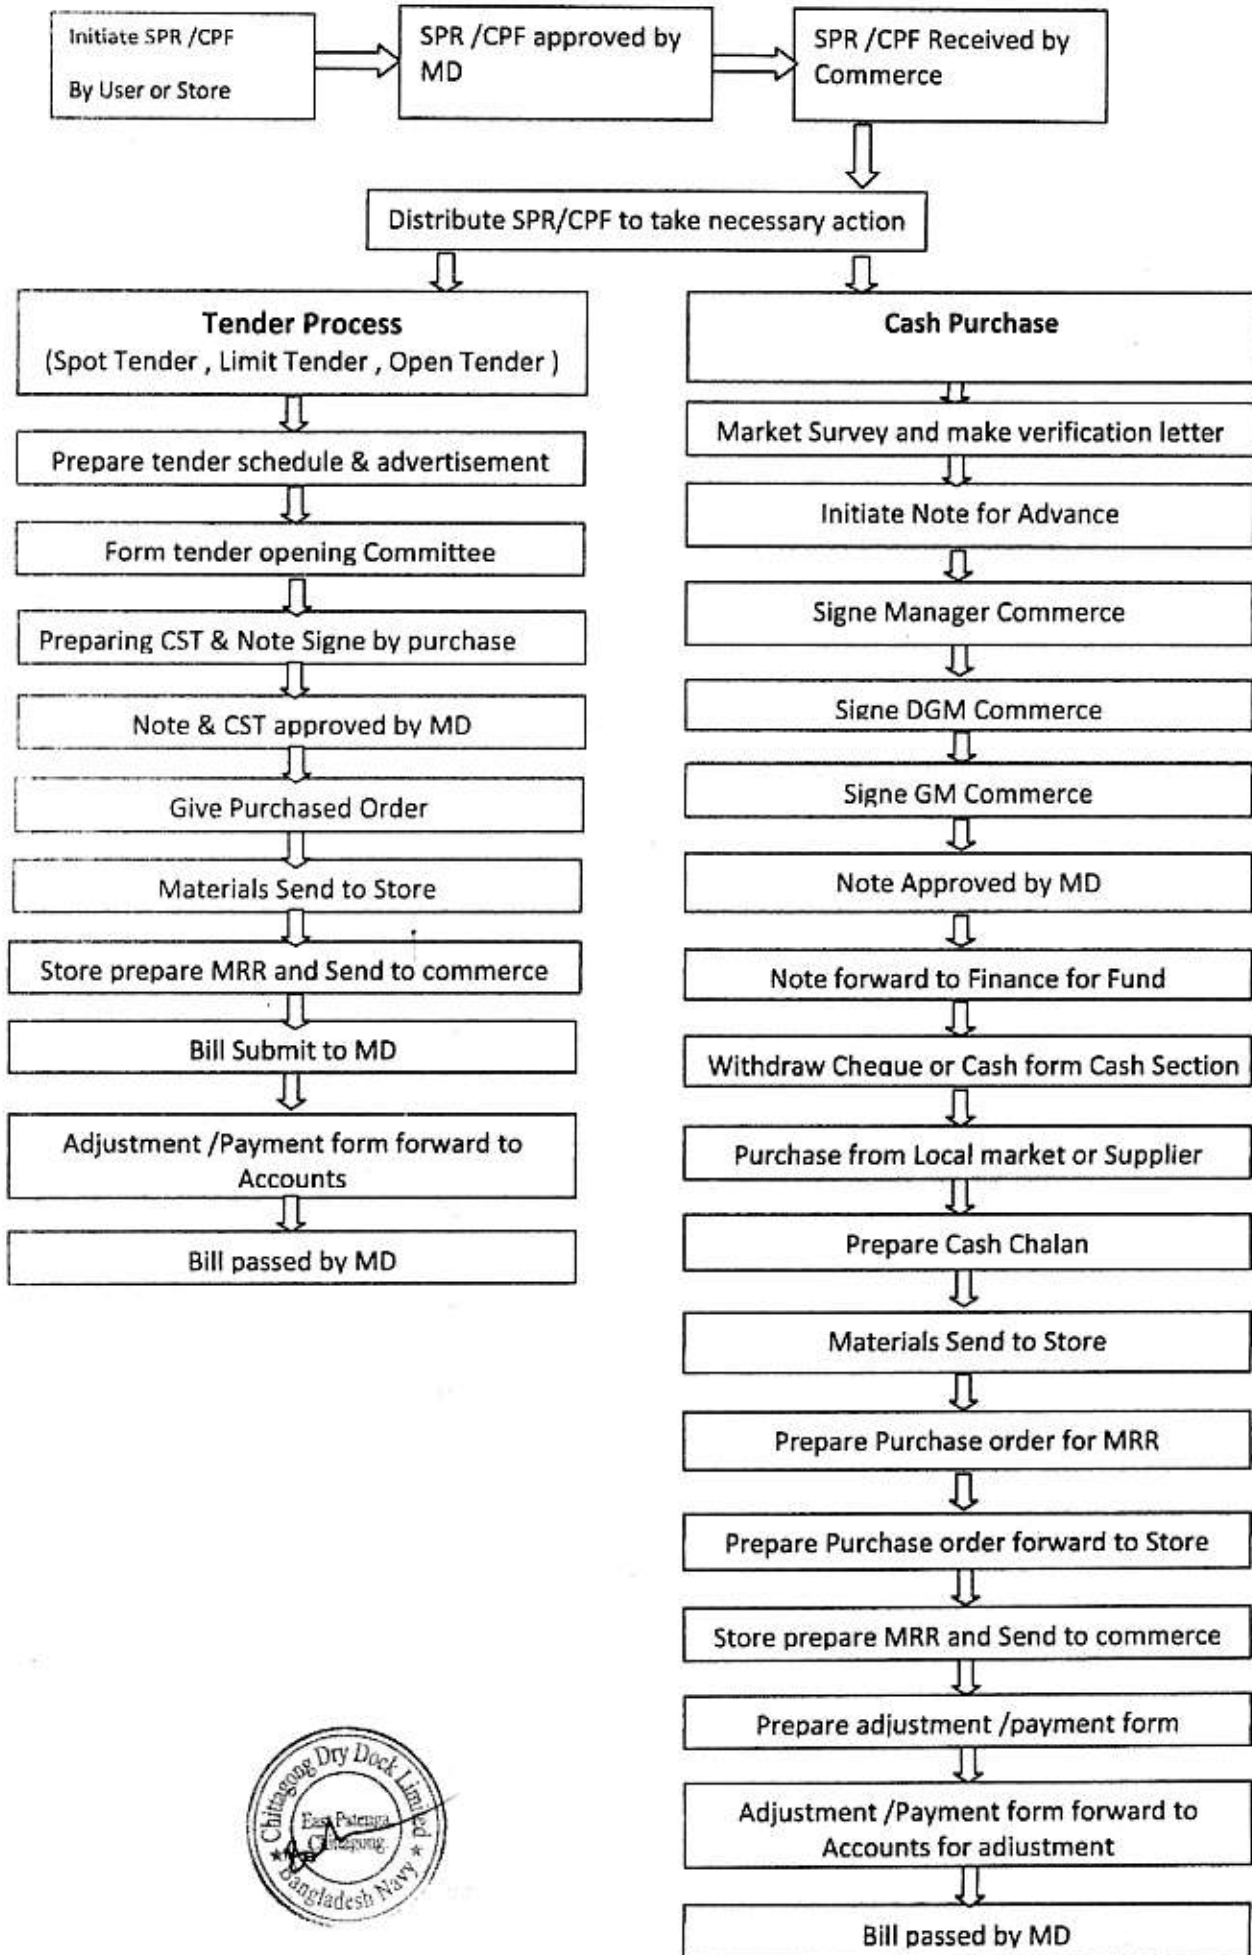 Initiate SPR /CPF
By User or Store
SPR /CPF approved by
MD
SPR /CPF Received by
Commerce
Distribute SPR/CPF to take necessary action
Tender Process
(Spot Tender , Limit Tender , Open Tender )
Prepare tender schedule & advertisement
Form tender opening Committee
Preparing CST & Note Signe by purchase
Note & CST approved by MD
Give Purchased Order
Materials Send to Store
Store prepare MRR and Send to commerce
Bill Submit to MD
Adjustment /Payment form forward to
Accounts
Bill passed by MD
Cash Purchase
Market Survey and make verification letter
Initiate Note for Advance
Signe Manager Commerce
Signe DGM Commerce
Signe GM Commerce
Note Approved by MD
Note forward to Finance for Fund
Withdraw Cheque or Cash form Cash Section
Purchase from Local market or Supplier
Prepare Cash Chalan
Materials Send to Store
Prepare Purchase order for MRR
Prepare Purchase order forward to Store
Store prepare MRR and Send to commerce
Prepare adjustment /payment form
Adjustment /Payment form forward to
Accounts for adjustment
Bill passed by MD
Chittagong Dry Dock Limited
East Patenga
Chittagong.
Bangladesh Navy